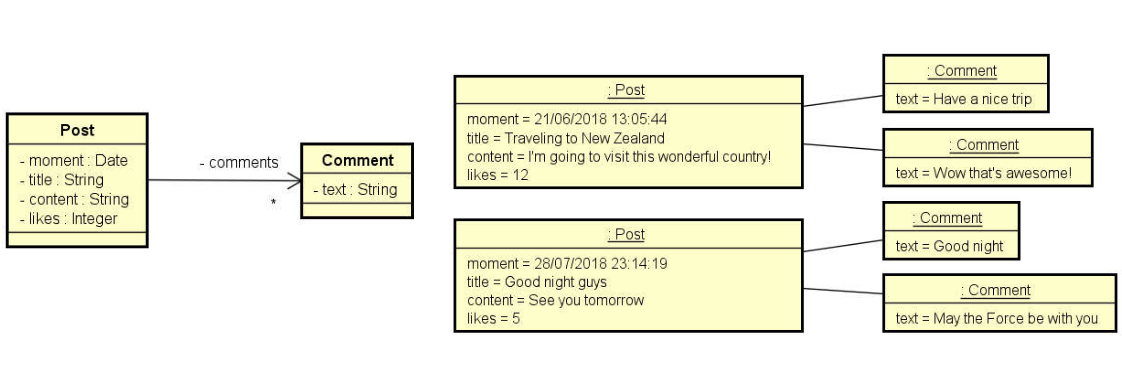 Post
- moment : Date
- title : String
- content : String
- likes : Integer
- comments
*
Comment
- text : String
: Post
moment = 21/06/2018 13:05:44
title = Traveling to New Zealand
content = I'm going to visit this wonderful country!
likes = 12
: Comment
text = Have a nice trip
: Comment
text = Wow that's awesome!
: Post
moment = 28/07/2018 23:14:19
title = Good night guys
content = See you tomorrow
likes = 5
: Comment
text = Good night
: Comment
text = May the Force be with you